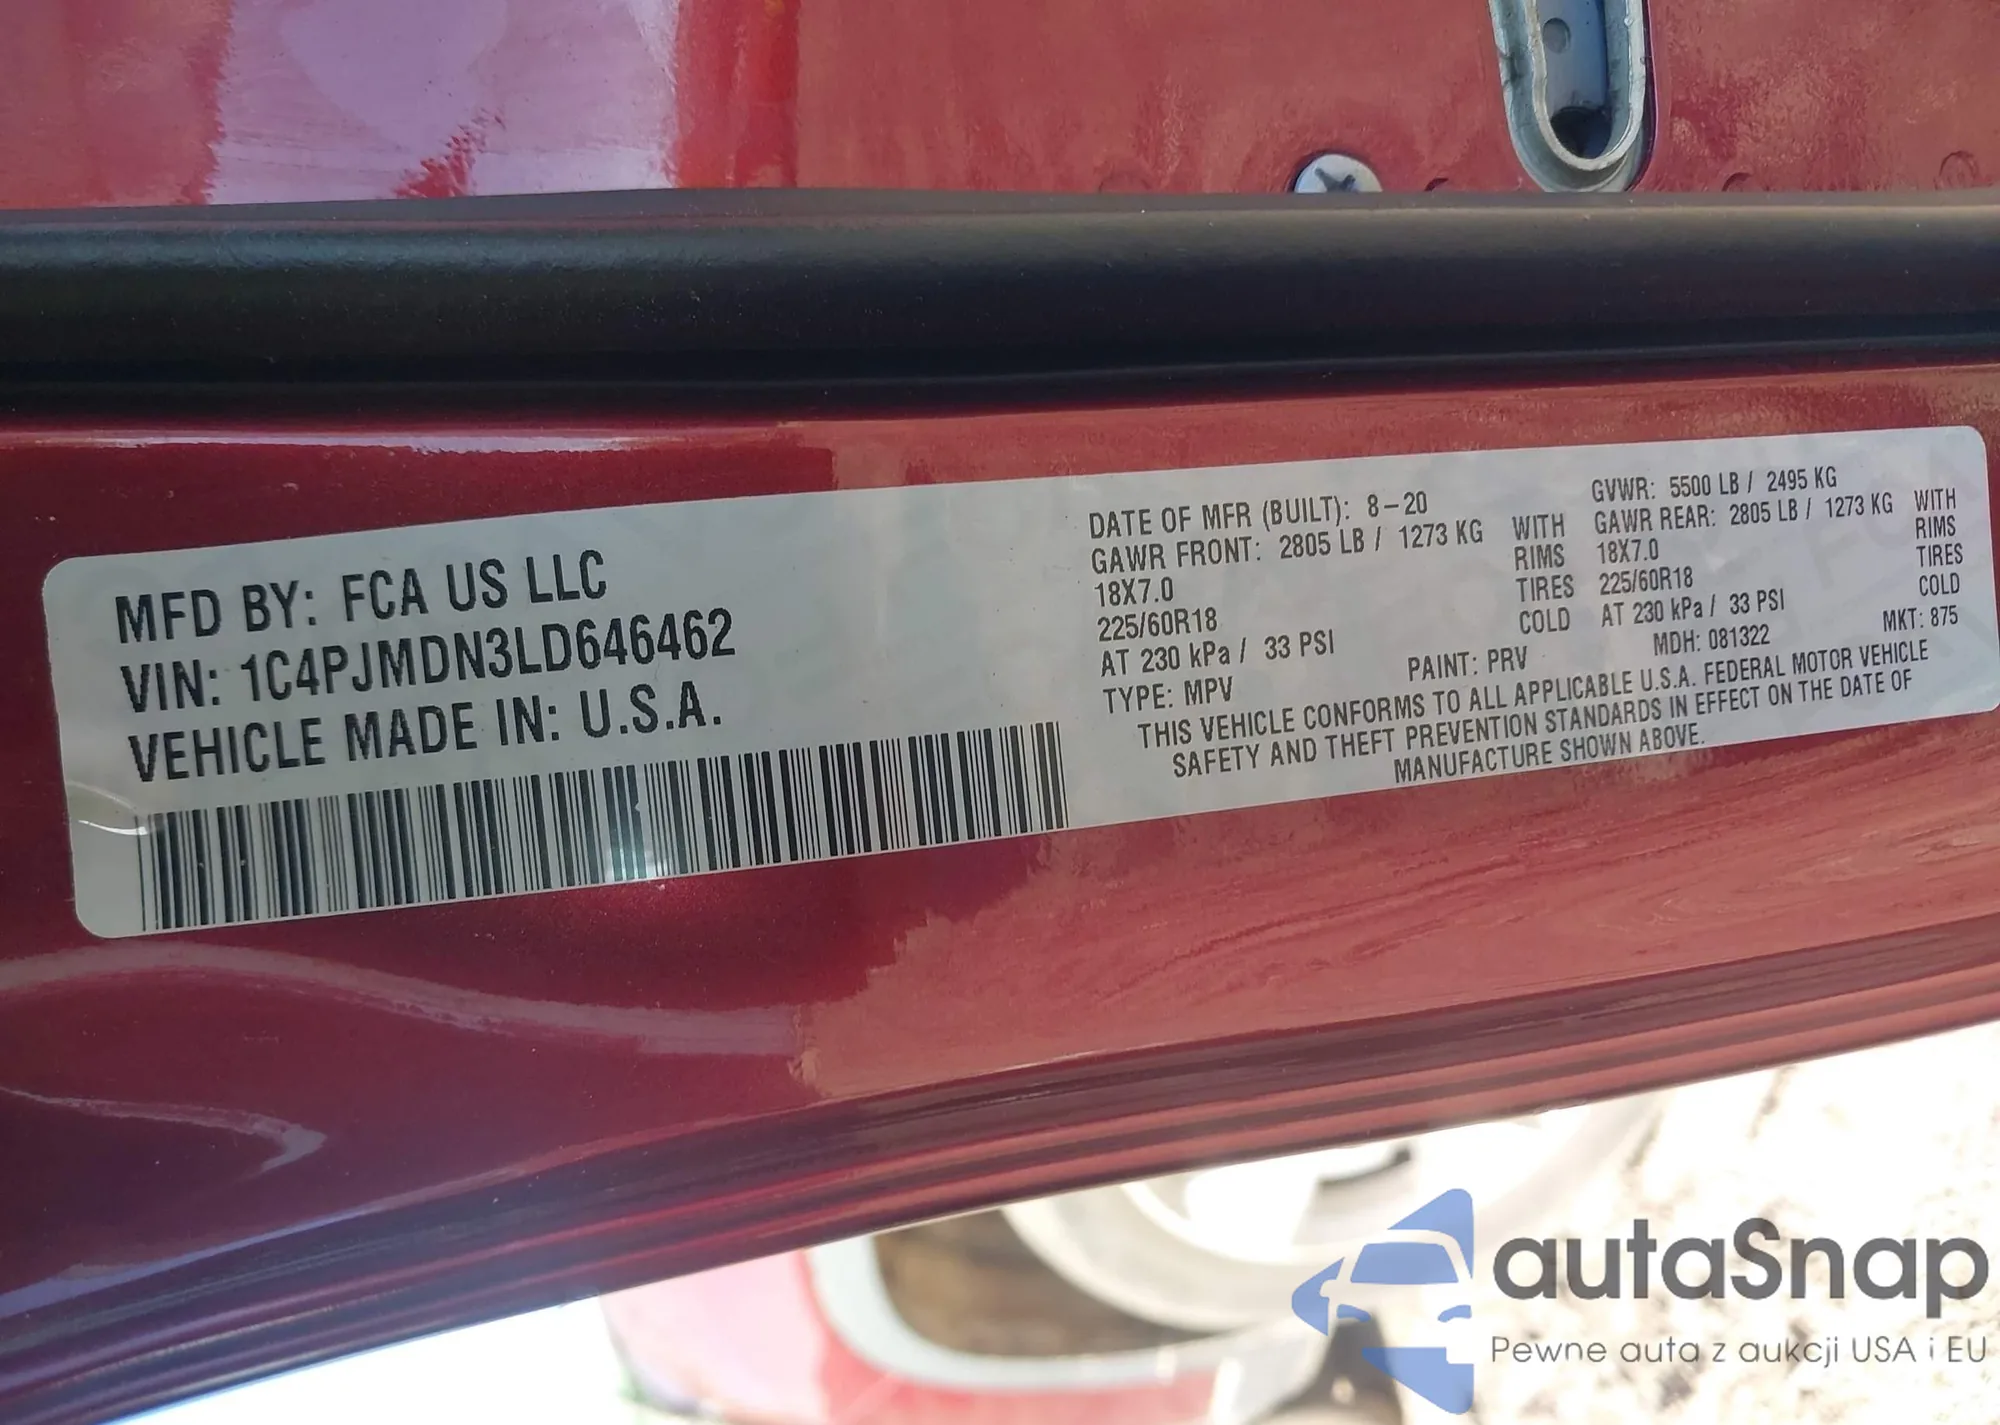 MFD BY: FCA US LLC
VIN: 1C4PJMDN3LD646462
VEHICLE MADE IN: U.S.A.
DATE OF MFR (BUILT): 8-20
GAWR FRONT: 2805 LB / 1273 KG WITH
18X7.0 RIMS
225/60R18 TIRES
AT 230 kPa / 33 PSI COLD
TYPE: MPV
GVWR: 5500 LB / 2495 KG
GAWR REAR: 2805 LB / 1273 KG WITH
18X7.0 RIMS
225/60R18 TIRES
AT 230 kPa / 33 PSI COLD
PAINT: PRV MDH: 081322 MKT: 875
THIS VEHICLE CONFORMS TO ALL APPLICABLE U.S.A. FEDERAL MOTOR VEHICLE
SAFETY AND THEFT PREVENTION STANDARDS IN EFFECT ON THE DATE OF
MANUFACTURE SHOWN ABOVE.
autaSnap
Pewne auta z aukcji USA i EU